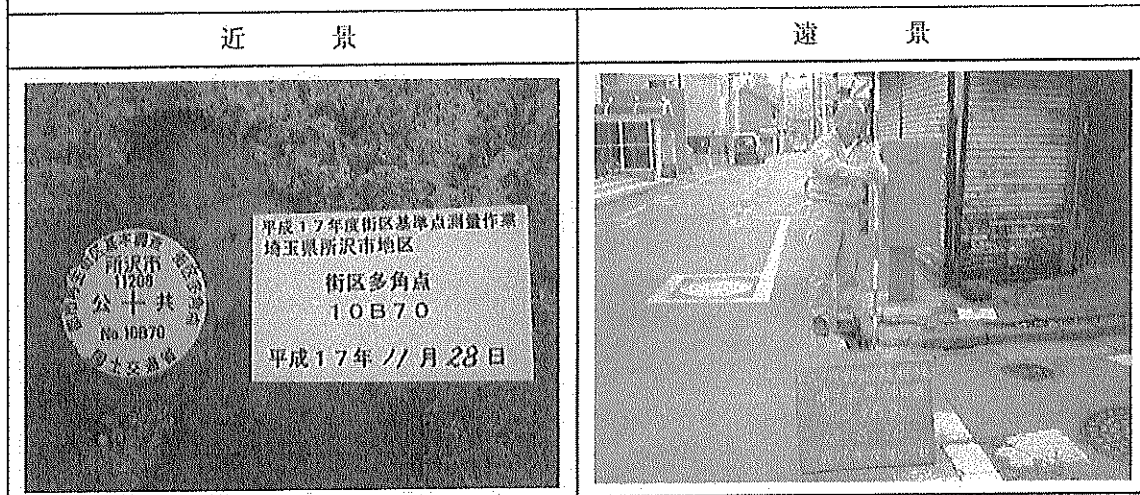 近 景
遠 景
所沢市
11208
公 共
No.10B70
国土交通省
平成17年度街区基準点測量作業
埼玉県所沢市地区
街区多角点
10B70
平成17年11月28日